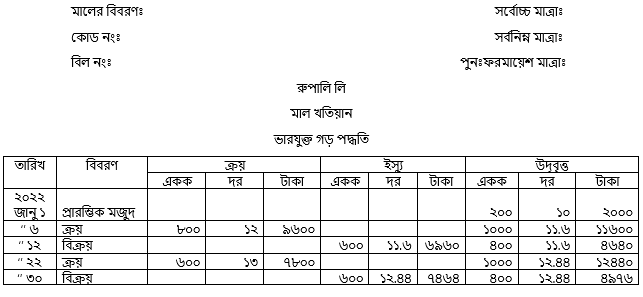 মালের বিবরণঃ সর্বোচ্চ মাত্রাঃ
কোড নংঃ সর্বনিম্ন মাত্রাঃ
বিল নংঃ পুনঃফরমায়েশ মাত্রাঃ
রুপালি লি
মাল খতিয়ান
ভারযুক্ত গড় পদ্ধতি
তারিখ বিবরণ ক্রয় ইস্যু উদ্বৃত্ত
একক দর টাকা একক দর টাকা একক দর টাকা
২০২২
জানু ১ প্রারম্ভিক মজুদ ২০০ ১০ ২০০০
“ ৬ ক্রয় ৮০০ ১২ ৯৬০০ ১০০০ ১১.৬ ১১৬০০
“ ১২ বিক্রয় ৬০০ ১১.৬ ৬৯৬০ ৪০০ ১১.৬ ৪৬৪০
“ ২২ ক্রয় ৬০০ ১৩ ৭৮০০ ১০০০ ১২.৪৪ ১২৪৪০
“ ৩০ বিক্রয় ৬০০ ১২.৪৪ ৭৪৬৪ ৪০০ ১২.৪৪ ৪৯৭৬